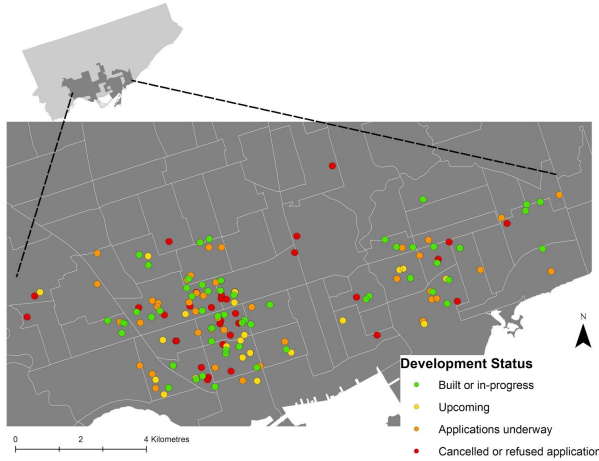 N
Development Status
Built or in-progress
Upcoming
Applications underway
Cancelled or refused application
0 2 4 Kilometres